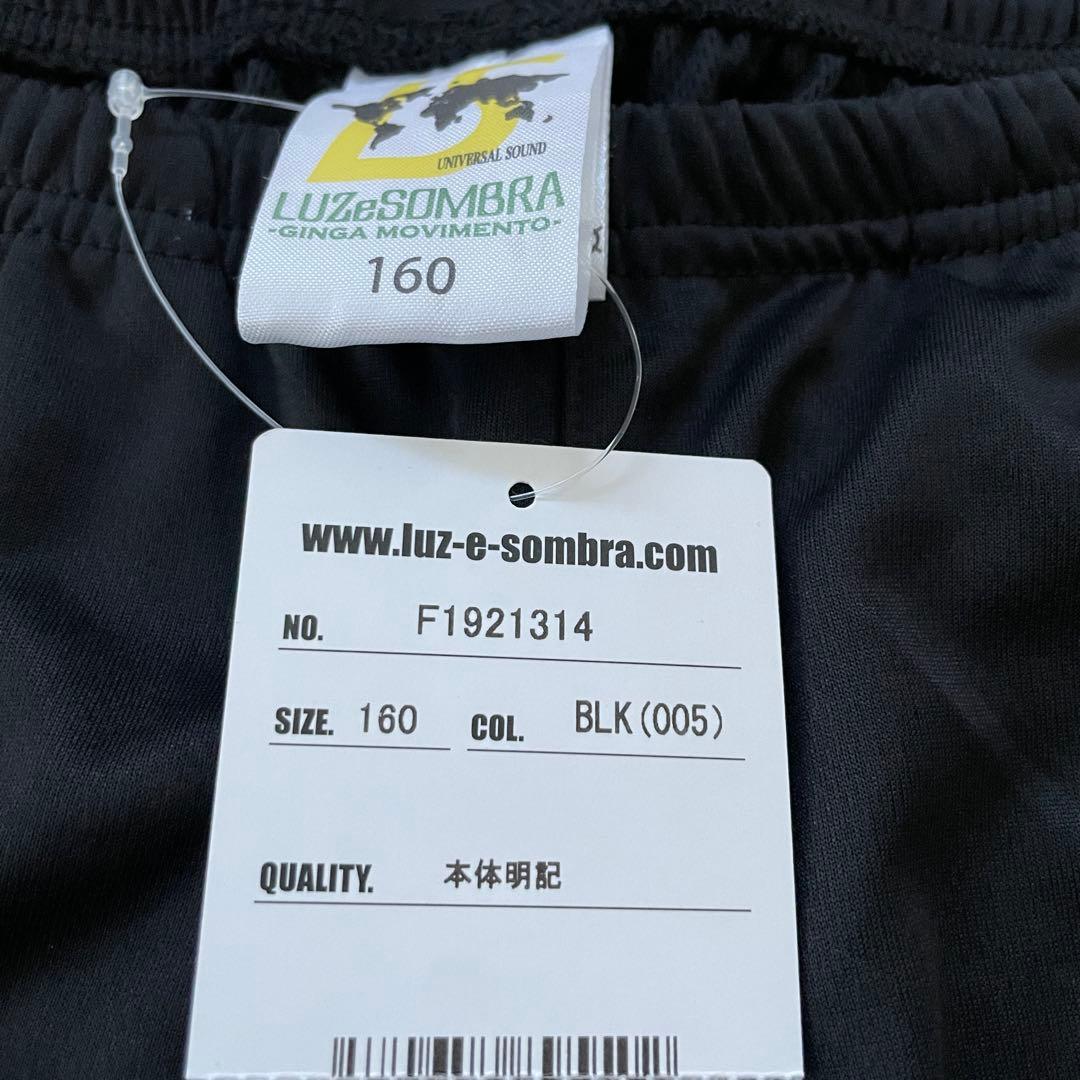 UNIVERSAL SOUND
LUZeSOMBRA
-GINGA MOVIMENTO-
160
www.luz-e-sombra.com
NO. F1921314
SIZE. 160 COL. BLK(005)
QUALITY. 本体明記